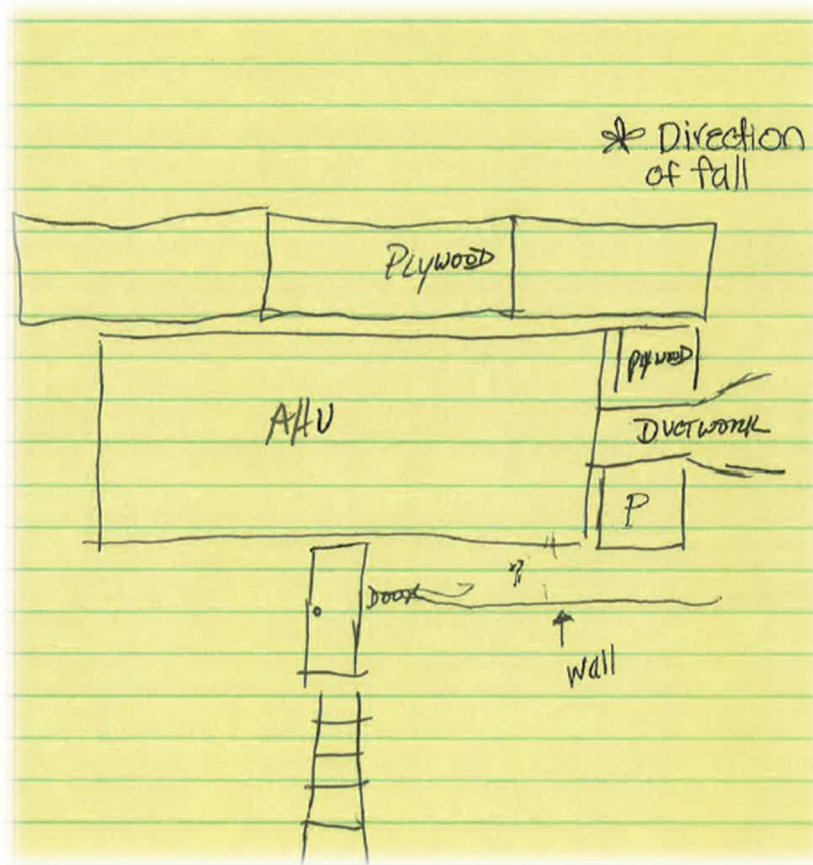 * Direction
of fall
PLYWOOD
PLYWOOD
AHU
DUCTWORK
P
DOOR
Wall